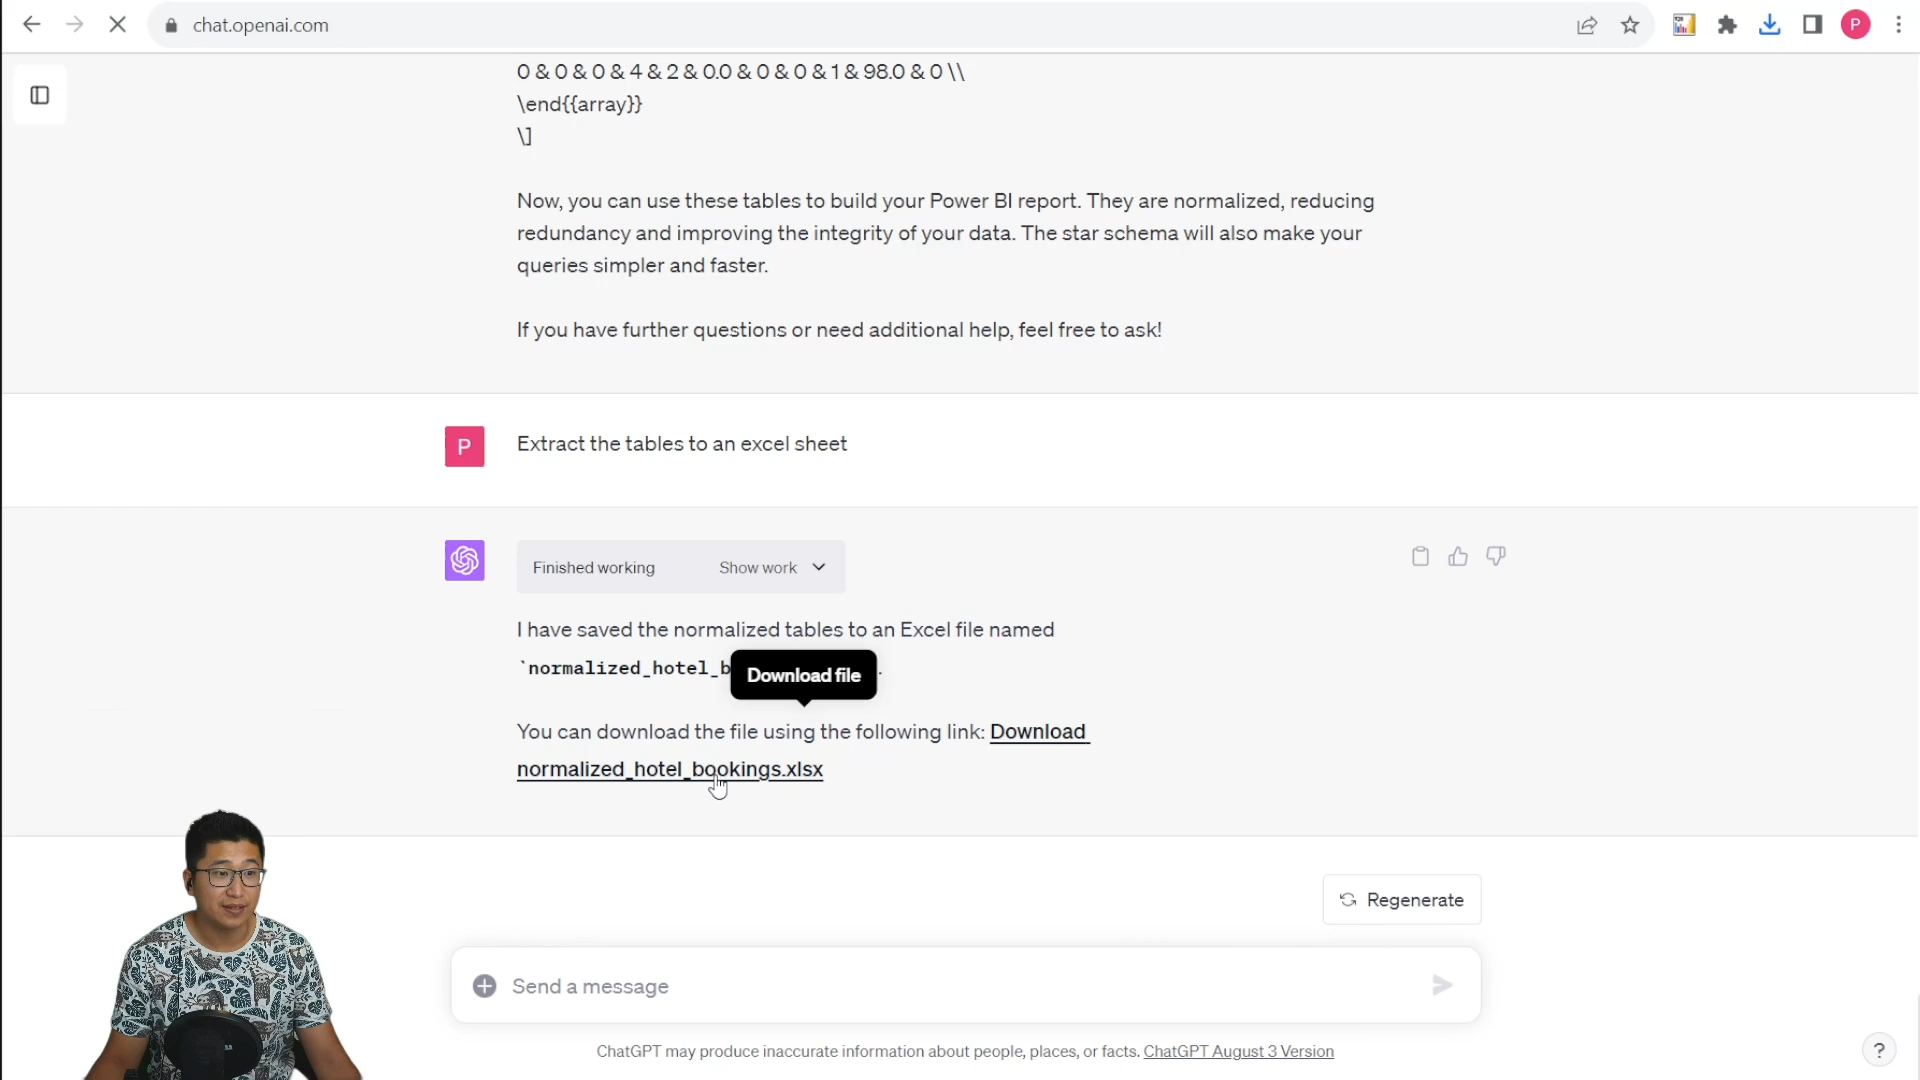 chat.openai.com
P
0 & 0 & 0 & 4 & 2 & 0.0 & 0 & 0 & 1 & 98.0 & 0 \\
\end{{array}}
\]
Now, you can use these tables to build your Power BI report. They are normalized, reducing
redundancy and improving the integrity of your data. The star schema will also make your
queries simpler and faster.
If you have further questions or need additional help, feel free to ask!
P
Extract the tables to an excel sheet
Finished working Show work
I have saved the normalized tables to an Excel file named
`normalized_hotel_b .
Download file
You can download the file using the following link: Download
normalized_hotel_bookings.xlsx
Regenerate
Send a message
ChatGPT may produce inaccurate information about people, places, or facts. ChatGPT August 3 Version
?